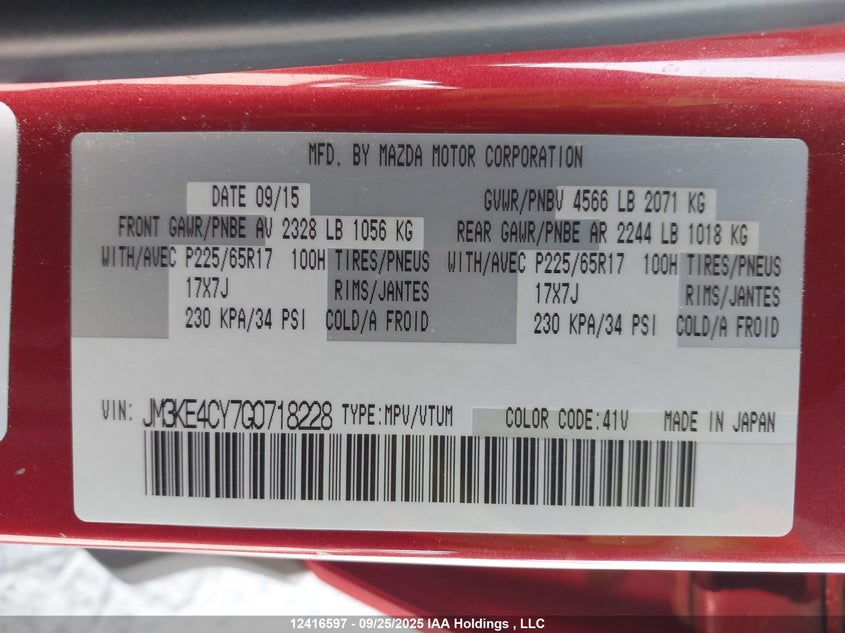 MFD. BY MAZDA MOTOR CORPORATION
DATE 09/15 GVWR/PNBV 4566 LB 2071 KG
FRONT GAWR/PNBE AV 2328 LB 1056 KG REAR GAWR/PNBE AR 2244 LB 1018 KG
WITH/AVEC P225/65R17 100H TIRES/PNEUS WITH/AVEC P225/65R17 100H TIRES/PNEUS
17X7J RIMS/JANTES 17X7J RIMS/JANTES
230 KPA/34 PSI COLD/A FROID 230 KPA/34 PSI COLD/A FROID
VIN: JM3KE4CY7G0718228 TYPE:MPV/VTUM COLOR CODE:41V MADE IN JAPAN
12416597 - 09/25/2025 IAA Holdings , LLC